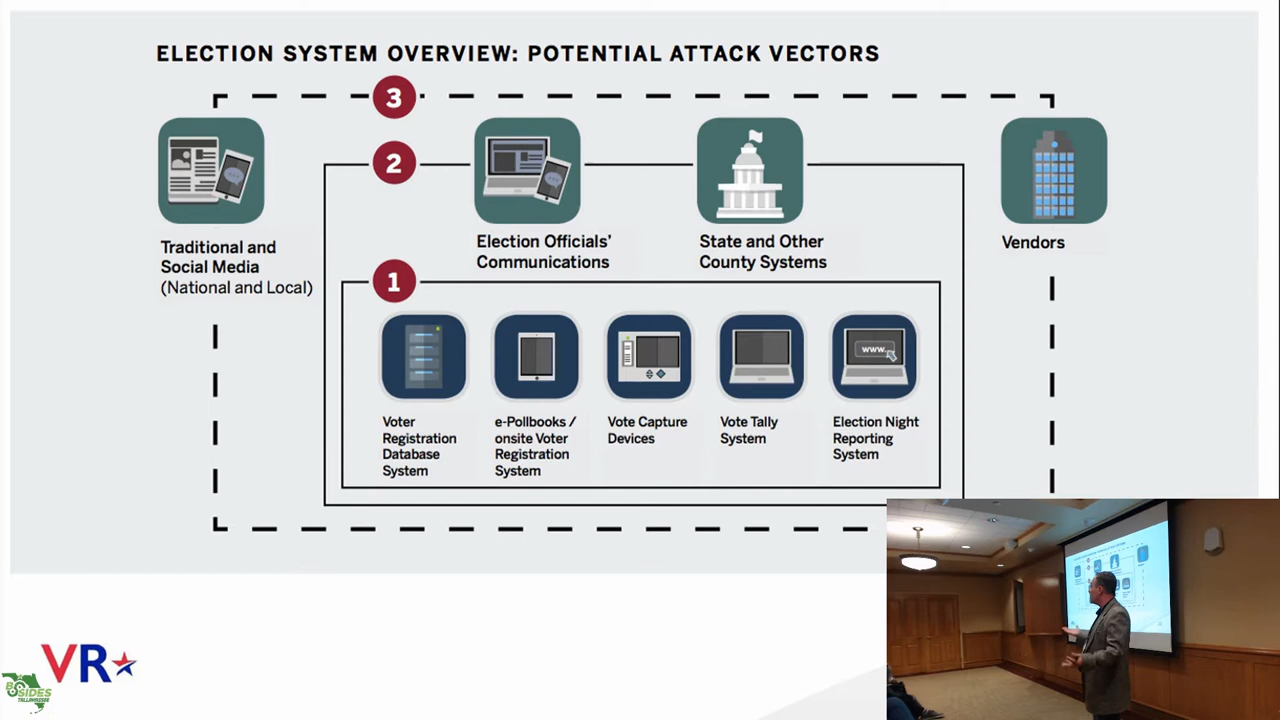 ELECTION SYSTEM OVERVIEW: POTENTIAL ATTACK VECTORS
3
2
Traditional and
Social Media
(National and Local)
Election Officials'
Communications
State and Other
County Systems
Vendors
1
www.
Voter
Registration
Database
System
e-Pollbooks /
onsite Voter
Registration
System
Vote Capture
Devices
Vote Tally
System
Election Night
Reporting
System
VR
BSIDES
TALLAHASSEE